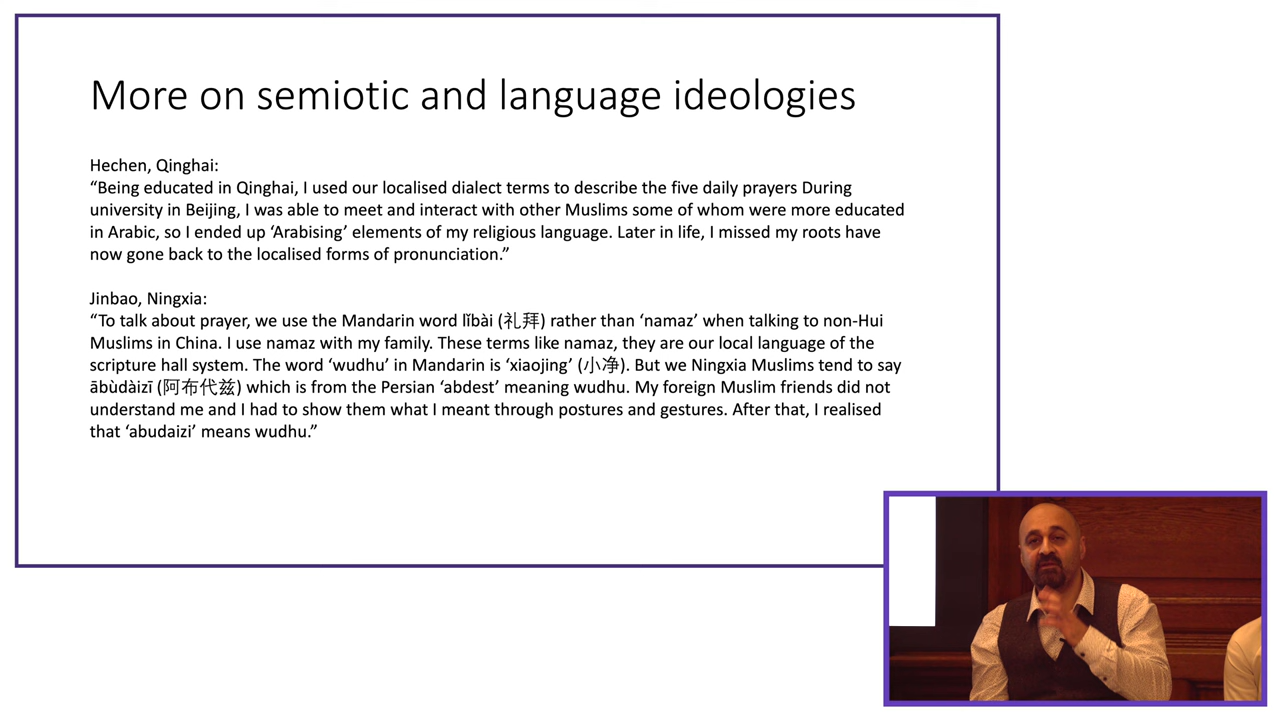 More on semiotic and language ideologies
Hechen, Qinghai:
“Being educated in Qinghai, I used our localised dialect terms to describe the five daily prayers During
university in Beijing, I was able to meet and interact with other Muslims some of whom were more educated
in Arabic, so I ended up ‘Arabising’ elements of my religious language. Later in life, I missed my roots have
now gone back to the localised forms of pronunciation.”
Jinbao, Ningxia:
“To talk about prayer, we use the Mandarin word lǐbài (礼拜) rather than ‘namaz’ when talking to non-Hui
Muslims in China. I use namaz with my family. These terms like namaz, they are our local language of the
scripture hall system. The word ‘wudhu’ in Mandarin is ‘xiaojing’ (小净). But we Ningxia Muslims tend to say
ābùdàizī (阿布代兹) which is from the Persian ‘abdest’ meaning wudhu. My foreign Muslim friends did not
understand me and I had to show them what I meant through postures and gestures. After that, I realised
that ‘abudaizi’ means wudhu.”